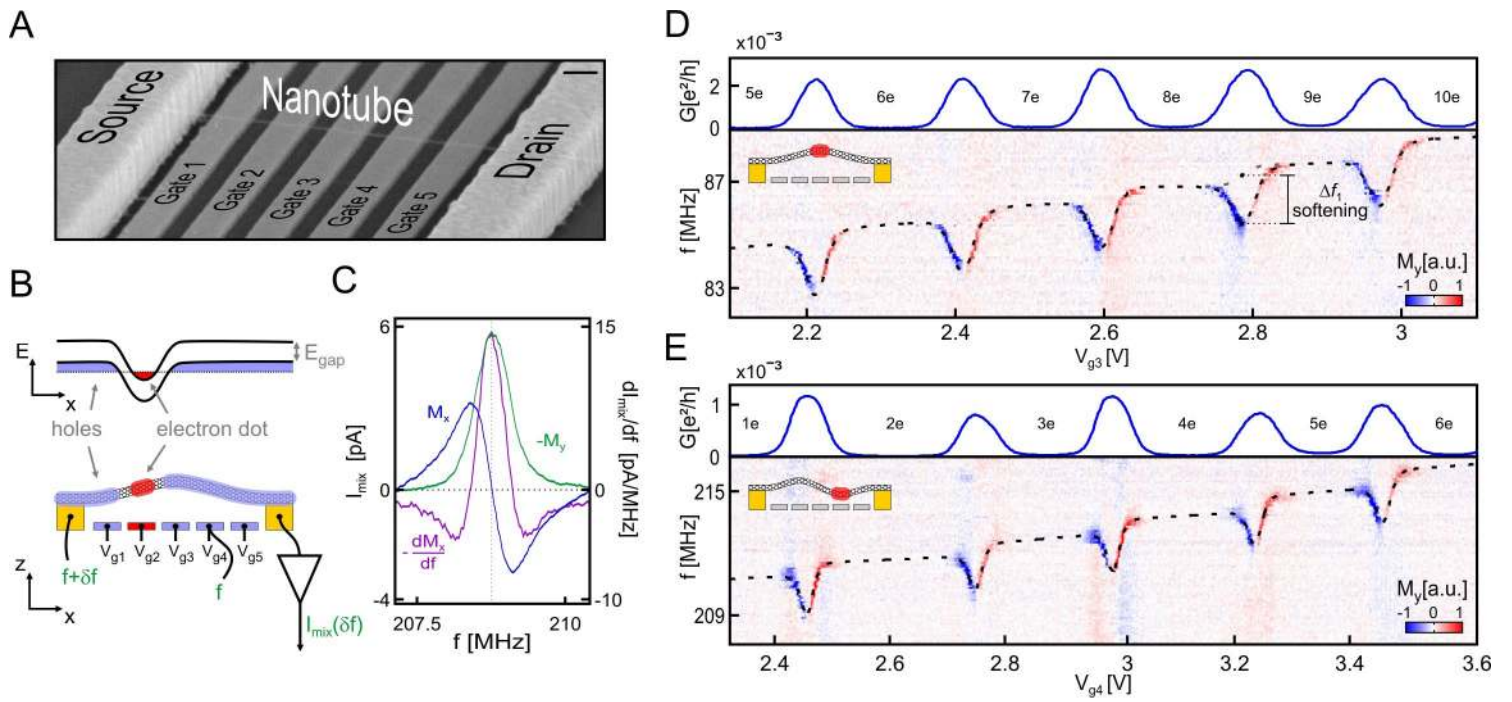 A
Source
Nanotube
Drain
Gate 1
Gate 2
Gate 3
Gate 4
Gate 5
B
E
x
E_gap
holes
electron dot
V_g1 V_g2 V_g3 V_g4 V_g5
f+δf
f
z
x
I_mix(δf)
C
6
15
I_mix [pA]
dI_mix/df [pA/MHz]
M_x
-M_y
0
0
- dM_x
df
-4
-10
207.5
210
f [MHz]
D
x10⁻³
2
G[e²/h]
5e 6e 7e 8e 9e 10e
0
87
Δf₁
softening
f [MHz]
M_y[a.u.]
-1 0 1
83
2.2 2.4 2.6 2.8 3
V_g3 [V]
E
x10⁻³
1
G[e²/h]
1e 2e 3e 4e 5e 6e
0
215
f [MHz]
M_y[a.u.]
-1 0 1
209
2.4 2.6 2.8 3 3.2 3.4 3.6
V_g4 [V]